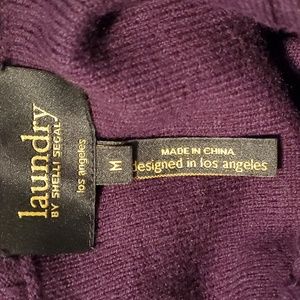 laundry
BY SHELLI SEGAL
los angeles
M
MADE IN CHINA
designed in los angeles